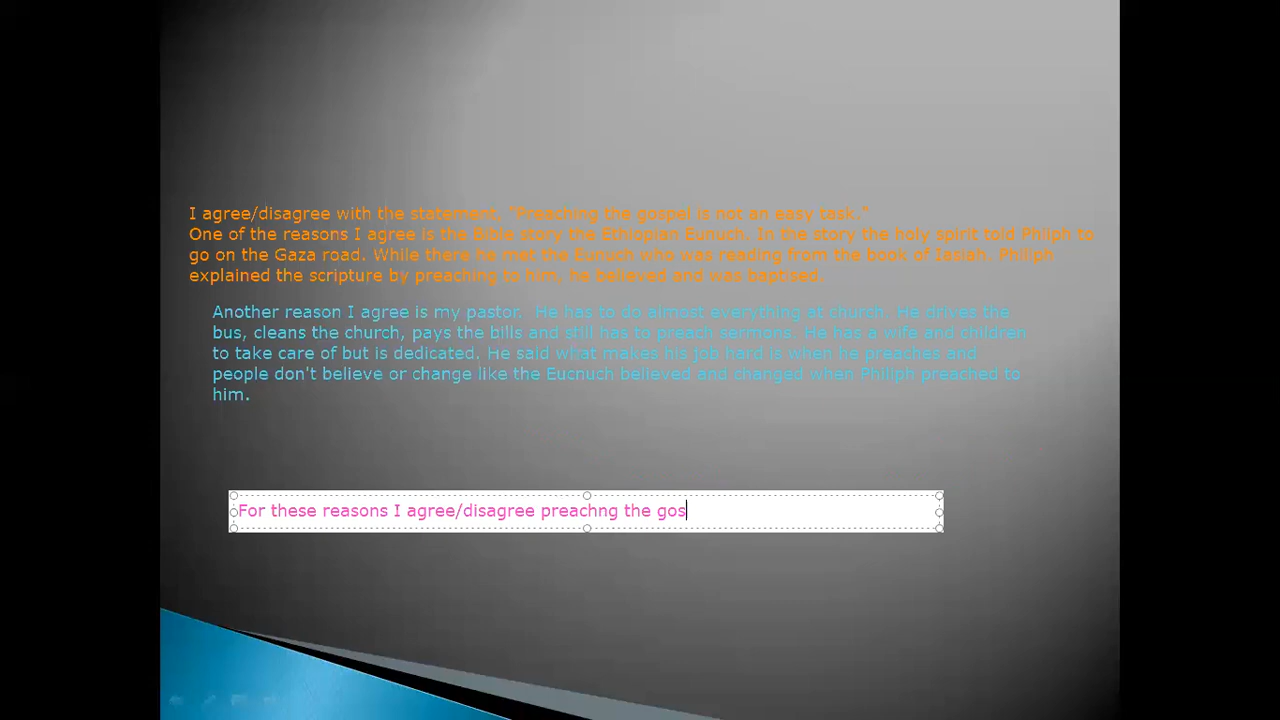 I agree/disagree with the statement, "Preaching the gospel is not an easy task."
One of the reasons I agree is the Bible story the Ethiopian Eunuch. In the story the holy spirit told Philiph to
go on the Gaza road. While there he met the Eunuch who was reading from the book of Iasiah. Philiph
explained the scripture by preaching to him, he believed and was baptised.
Another reason I agree is my pastor. He has to do almost everything at church. He drives the
bus, cleans the church, pays the bills and still has to preach sermons. He has a wife and children
to take care of but is dedicated. He said what makes his job hard is when he preaches and
people don't believe or change like the Eucnuch believed and changed when Philiph preached to
him.
For these reasons I agree/disagree preachng the gos